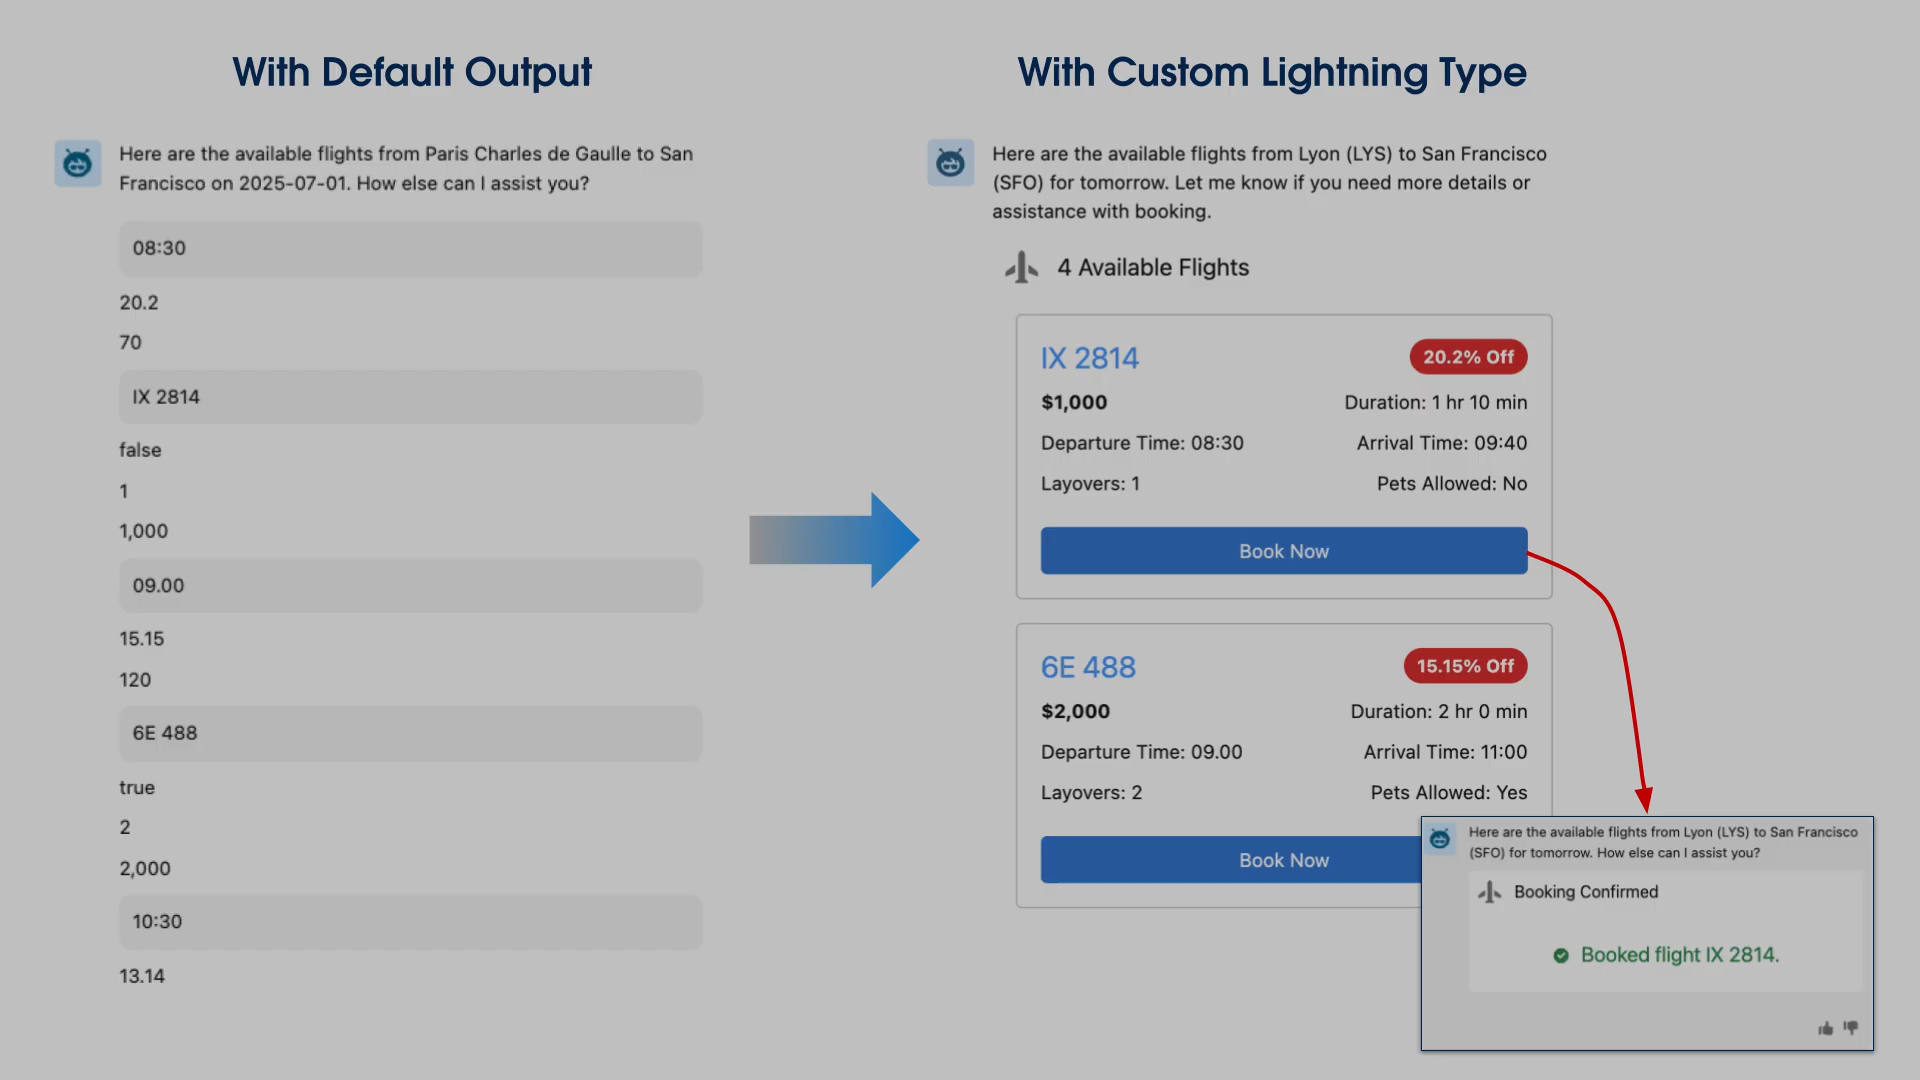 With Default Output
Here are the available flights from Paris Charles de Gaulle to San
Francisco on 2025-07-01. How else can I assist you?
08:30
20.2
70
IX 2814
false
1
1,000
09.00
15.15
120
6E 488
true
2
2,000
10:30
13.14
With Custom Lightning Type
Here are the available flights from Lyon (LYS) to San Francisco
(SFO) for tomorrow. Let me know if you need more details or
assistance with booking.
4 Available Flights
IX 2814
20.2% Off
$1,000
Duration: 1 hr 10 min
Departure Time: 08:30
Arrival Time: 09:40
Layovers: 1
Pets Allowed: No
Book Now
6E 488
15.15% Off
$2,000
Duration: 2 hr 0 min
Departure Time: 09.00
Arrival Time: 11:00
Layovers: 2
Pets Allowed: Yes
Book Now
Here are the available flights from Lyon (LYS) to San Francisco
(SFO) for tomorrow. How else can I assist you?
Booking Confirmed
Booked flight IX 2814.